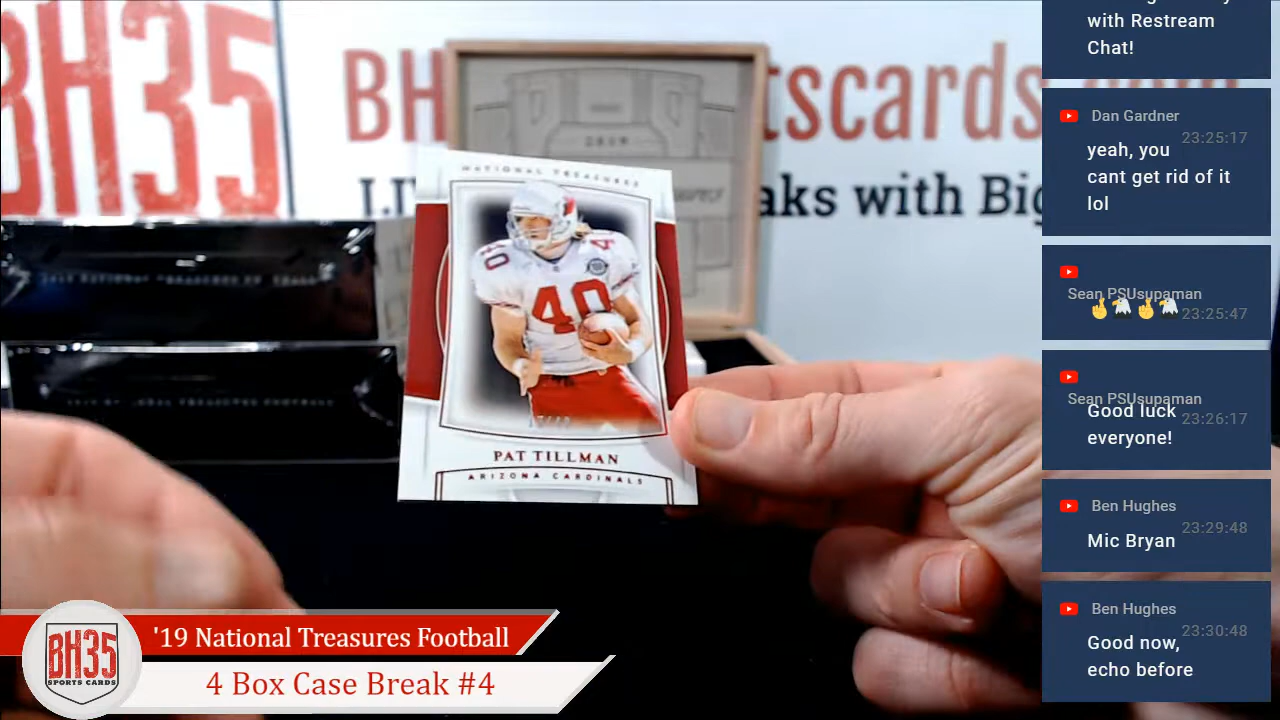 BH35
BH
tscards
aks with Big
2019
NATIONAL TREASURES
40
40
40
PAT TILLMAN
ARIZONA CARDINALS
BH35
SPORTS CARDS
'19 National Treasures Football
4 Box Case Break #4
with Restream
Chat!
Dan Gardner
23:25:17
yeah, you
cant get rid of it
lol
Sean PSUsupaman
🤞🦅🤞🦅 23:25:47
Sean PSUsupaman
Good luck 23:26:17
everyone!
Ben Hughes
23:29:48
Mic Bryan
Ben Hughes
23:30:48
Good now,
echo before